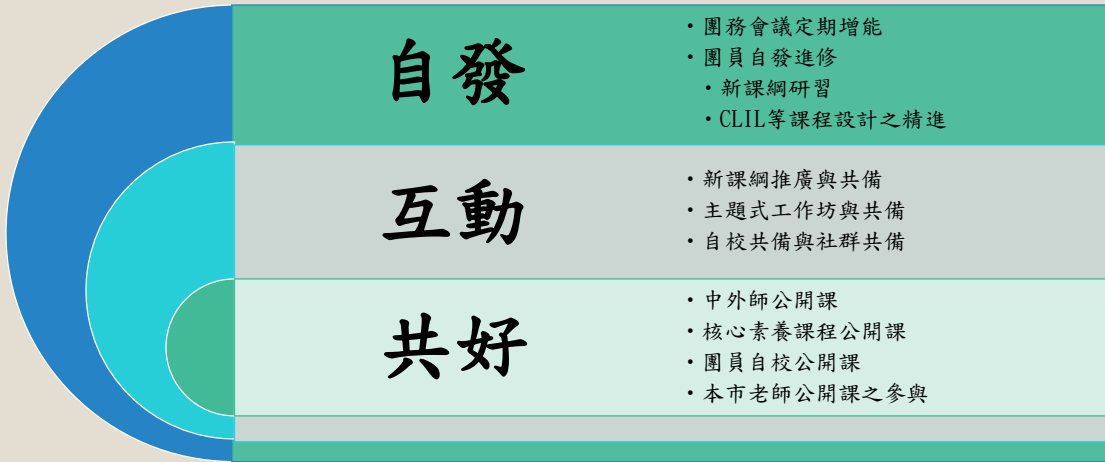 自發
・團務會議定期增能
・團員自發進修
・新課綱研習
・CLIL等課程設計之精進
互動
・新課綱推廣與共備
・主題式工作坊與共備
・自校共備與社群共備
共好
・中外師公開課
・核心素養課程公開課
・團員自校公開課
・本市老師公開課之參與